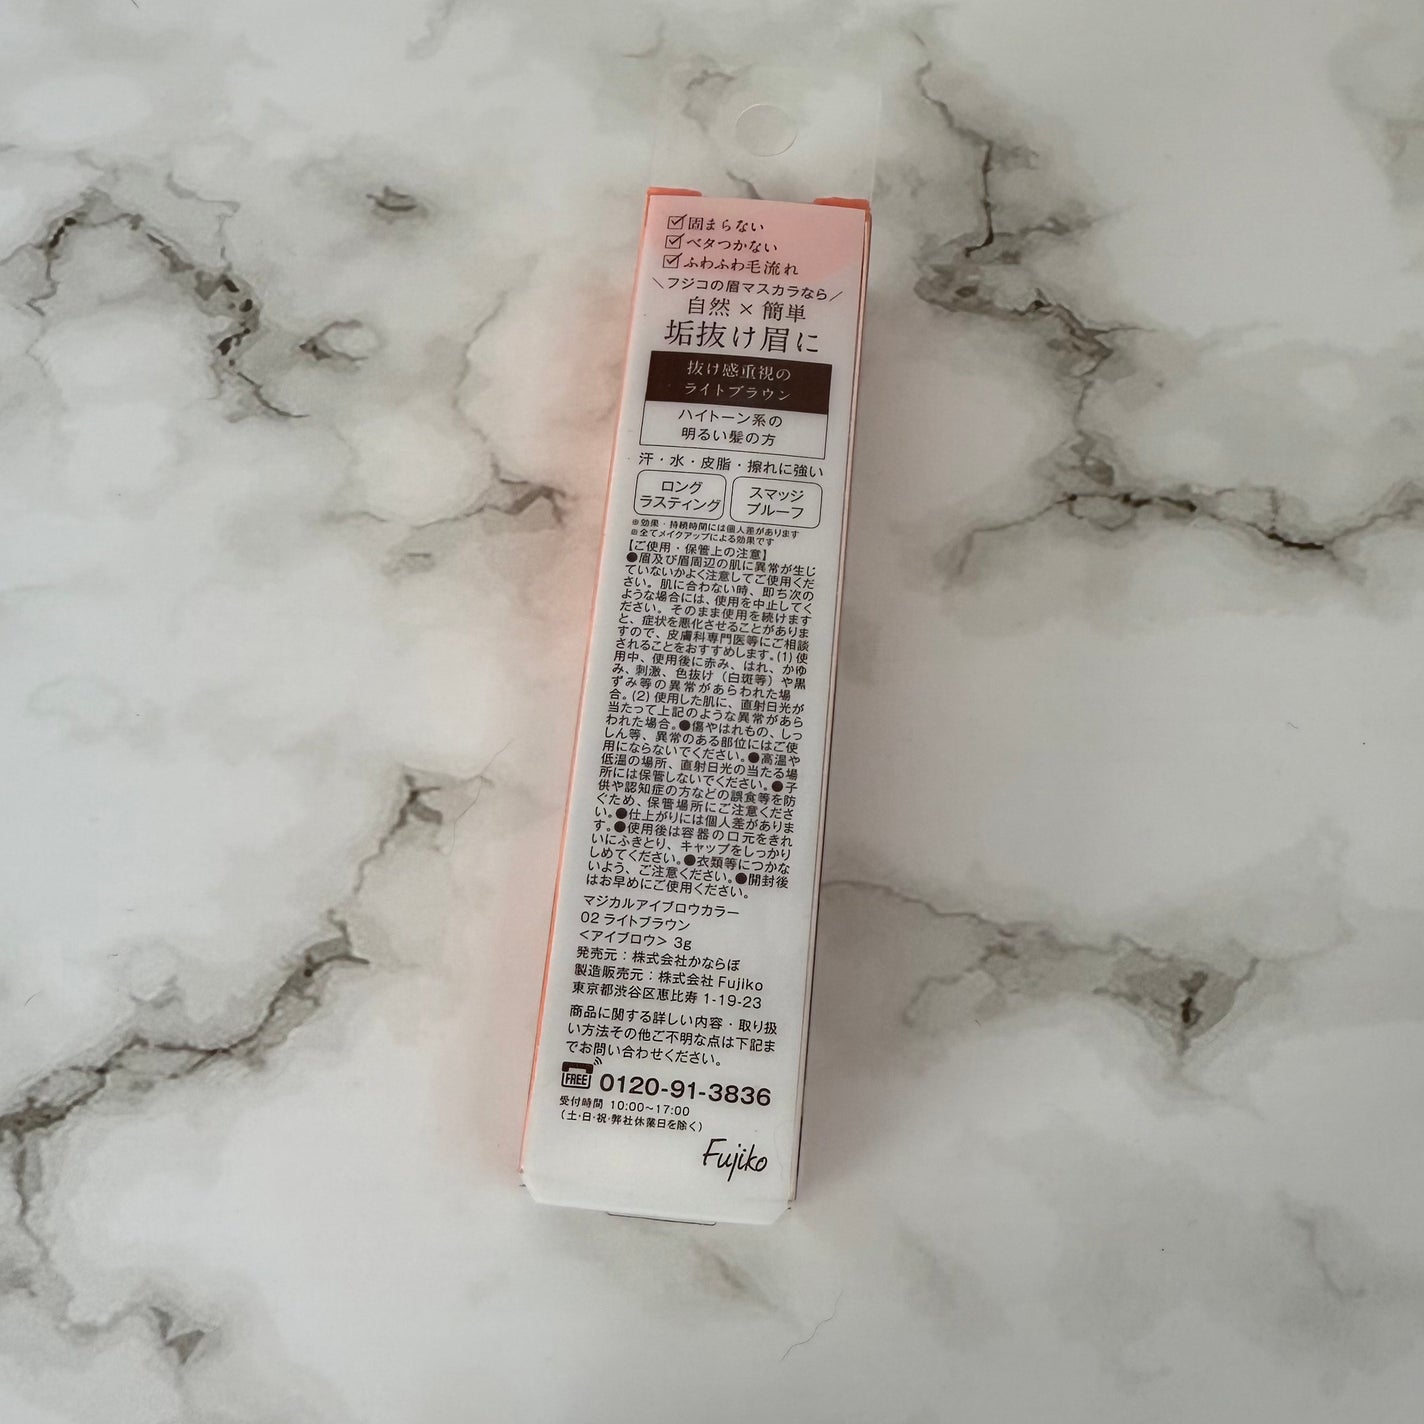 固まらない
ベタつかない
ふわふわ毛流れ
\フジコの眉マスカラなら/
自然×簡単
垢抜け眉に
抜け感重視の
ライトブラウン
ハイトーン系の
明るい髪の方
汗・水・皮脂・擦れに強い
ロング
ラスティング
スマッジ
プルーフ
※効果・持続時間には個人差があります
※全てメイクアップによる効果です
【ご使用・保管上の注意】
●眉及び眉周辺の肌に異常が生じ
ていないかよく注意してご使用くだ
さい。肌に合わない時、即ち次の
ような場合には、使用を中止してく
ださい。そのまま使用を続けます
と、症状を悪化させることがありま
すので、皮膚科専門医等にご相談
されることをおすすめします。(1) 使
用中、使用後に赤み、はれ、かゆ
み、刺激、色抜け（白斑等）や黒
ずみ等の異常があらわれた場
合。(2) 使用した肌に、直射日光が
当たって上記のような異常があら
われた場合。●傷やはれもの、しっ
しん等、異常のある部位にはご使
用にならないでください。●高温や
低温の場所、直射日光の当たる場
所には保管しないでください。●子
供や認知症の方などの誤食等を防
ぐため、保管場所にご注意くださ
い。●仕上がりには個人差がありま
す。●使用後は容器の口元をきれ
いにふきとり、キャップをしっかり
しめてください。●衣類等につかな
いよう、ご注意ください。●開封後
はお早めにご使用ください。
マジカルアイブロウカラー
02 ライトブラウン
<アイブロウ> 3g
発売元：株式会社かならぼ
製造販売元：株式会社 Fujiko
東京都渋谷区恵比寿 1-19-23
商品に関する詳しい内容・取り扱
い方法その他ご不明な点は下記ま
でお問い合わせください。
FREE 0120-91-3836
受付時間 10:00~17:00
(土・日・祝・弊社休業日を除く)
Fujiko